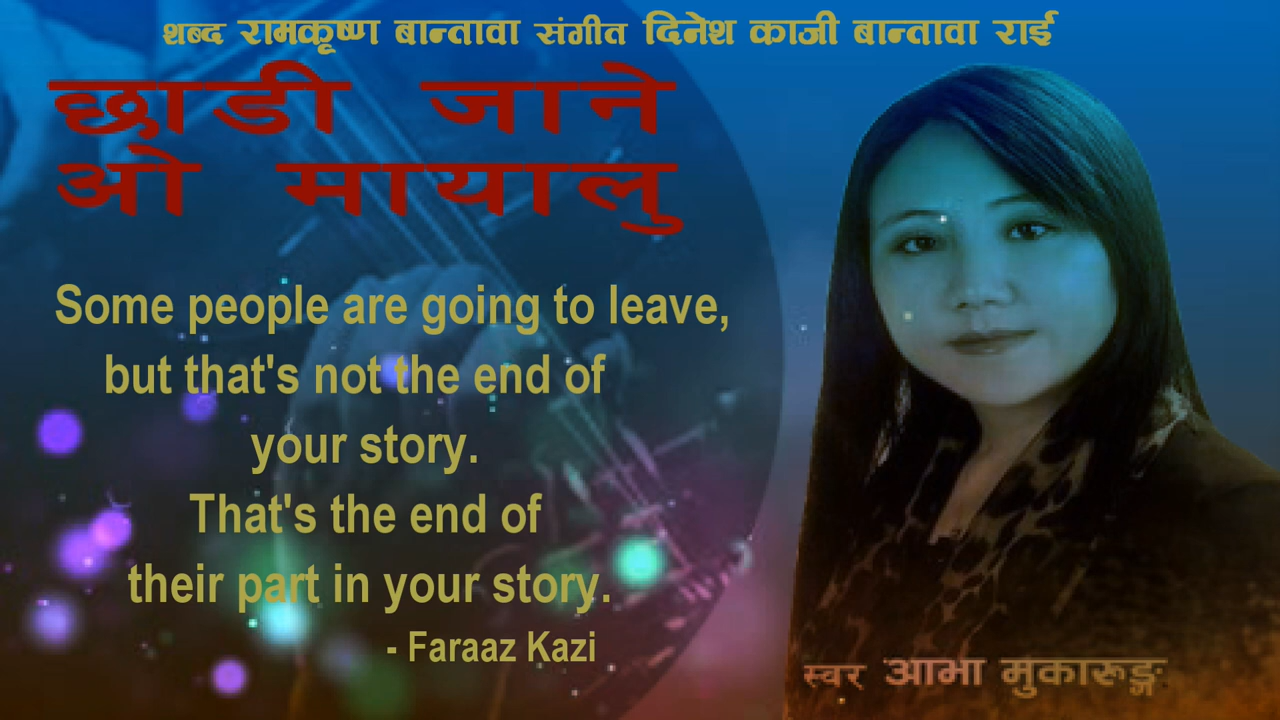 शब्द रामकृष्ण बान्तावा संगीत दिनेश काजी बान्तावा राई
छाडी जाने
ओ मायालु
Some people are going to leave,
but that's not the end of
your story.
That's the end of
their part in your story.
- Faraaz Kazi
स्वर आभा मुकारूङ्ग